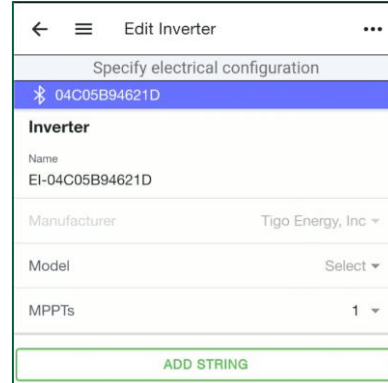 Edit Inverter
Specify electrical configuration
04C05B94621D
Inverter
Name
EI-04C05B94621D
Manufacturer Tigo Energy, Inc
Model Select
MPPTs 1
ADD STRING